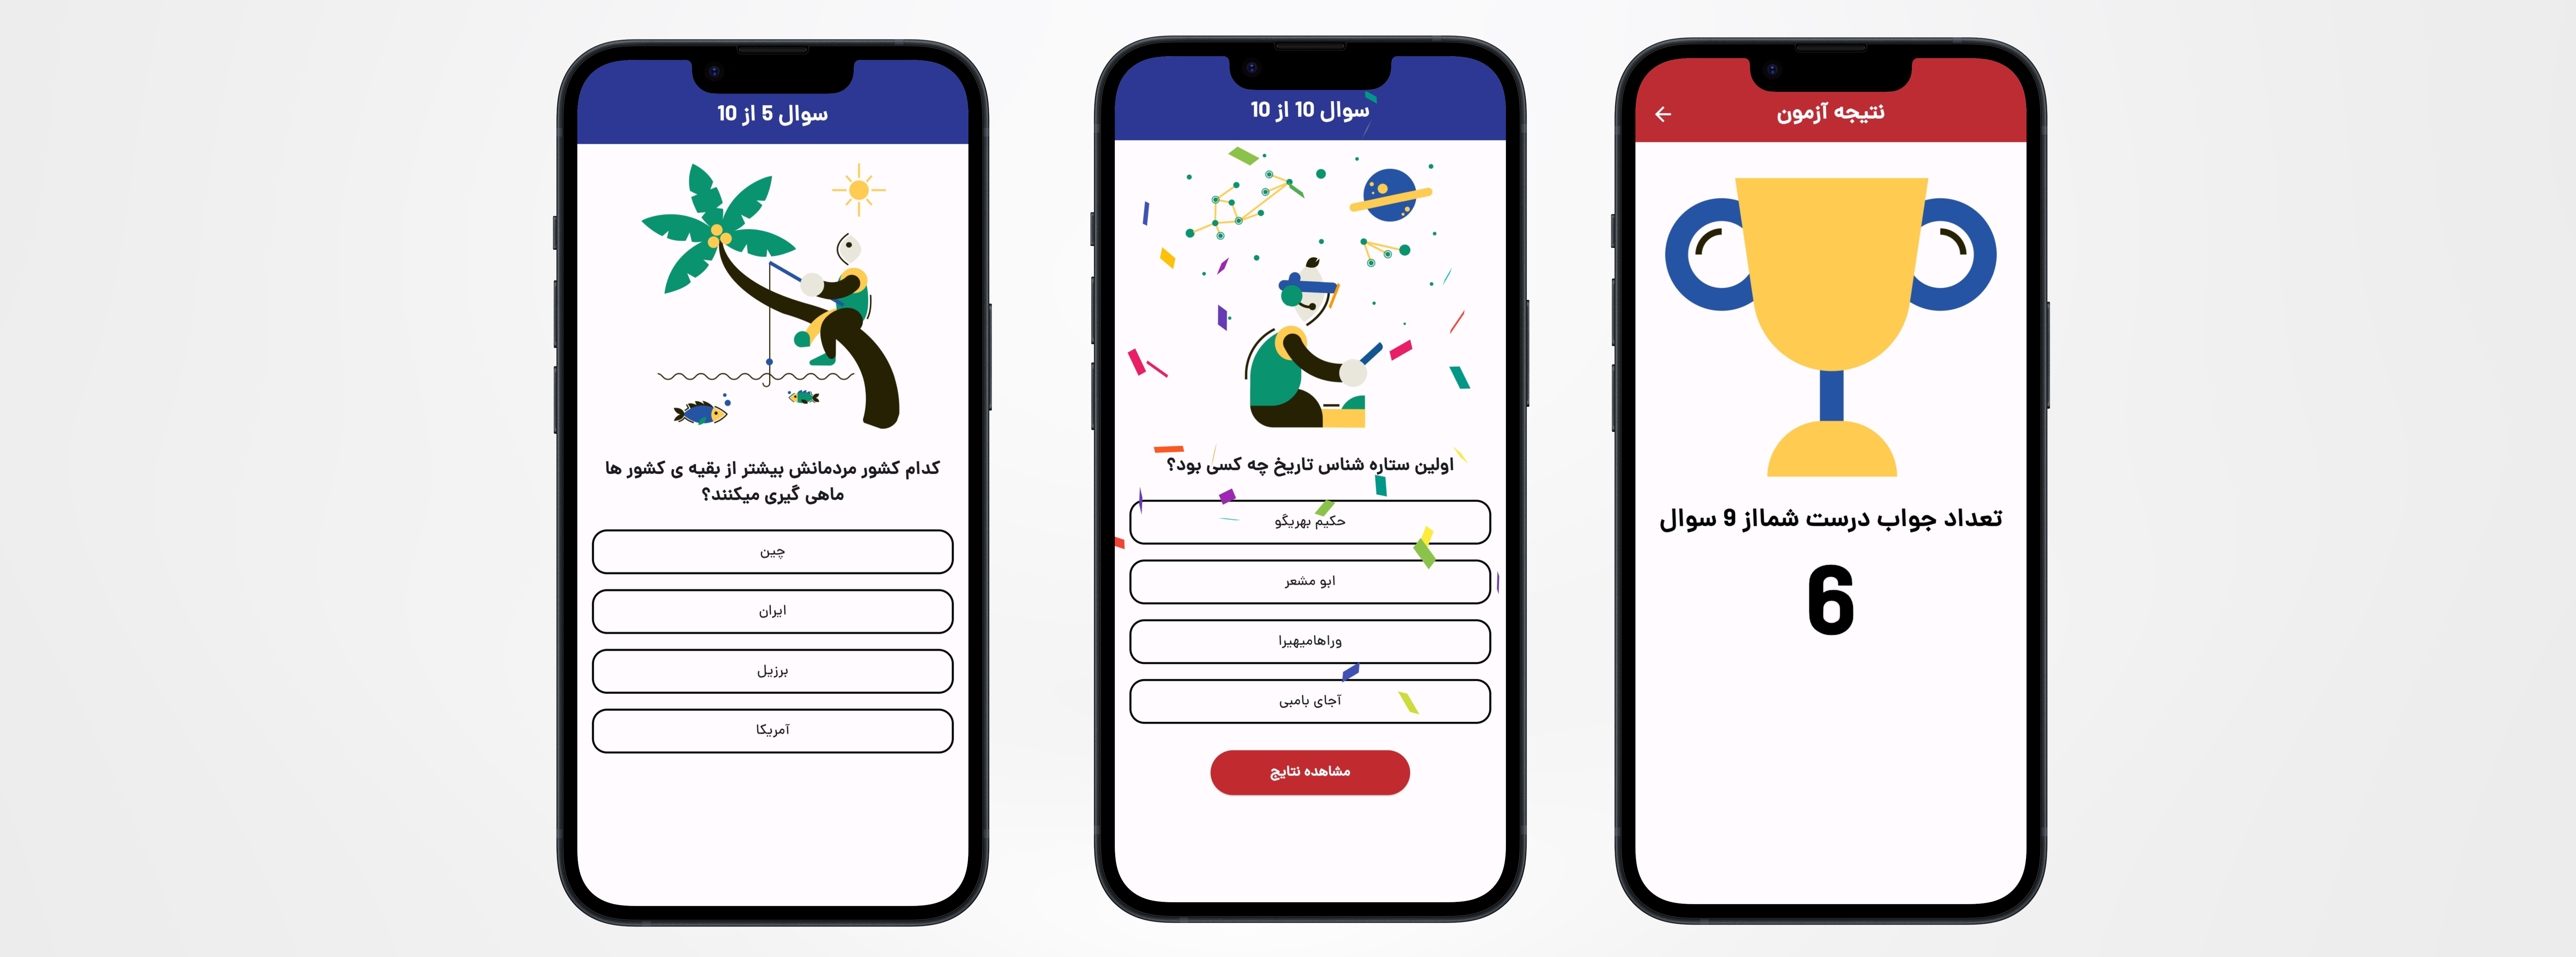 سوال 5 از 10
کدام کشور مردمانش بیشتر از بقیه ی کشور ها
ماهی گیری میکنند؟
چین
ایران
برزیل
آمریکا
سوال 10 از 10
اولین ستاره شناس تاریخ چه کسی بود؟
حکیم بهریگو
ابو مشعر
وراهامیهیرا
آجای بامبی
مشاهده نتایج
نتیجه آزمون
تعداد جواب درست شمااز 9 سوال
6